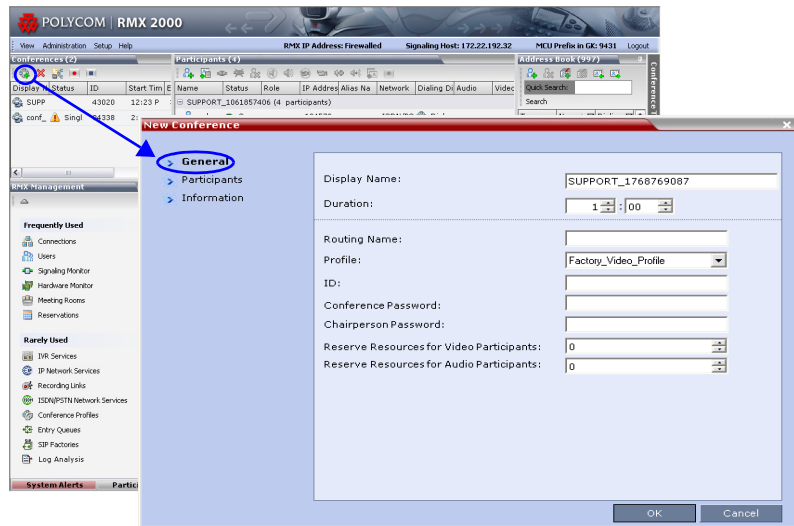 POLYCOM | RMX 2000
View Administration Setup Help RMX IP Address: Firewalled Signaling Host: 172.22.192.32 MCU Prefix in GK: 9431 Logout
Conferences (2) Participants (4) Address Book (997)
Display N Status ID Start Tim E Name Status Role IP Addres Alias Na Network Dialing Di Audio Video Quick Search:
SUPP 43020 12:23 P SUPPORT_1061857406 (4 participants) Search
conf_ Singl 94338 2:
Conference T
New Conference
General
Participants
Information
Display Name: SUPPORT_1768769087
Duration: 1 : 00
Routing Name:
Profile: Factory_Video_Profile
ID:
Conference Password:
Chairperson Password:
Reserve Resources for Video Participants: 0
Reserve Resources for Audio Participants: 0
OK Cancel
RMX Management
Frequently Used
Connections
Users
Signaling Monitor
Hardware Monitor
Meeting Rooms
Reservations
Rarely Used
IVR Services
IP Network Services
Recording Links
ISDN/PSTN Network Services
Conference Profiles
Entry Queues
SIP Factories
Log Analysis
System Alerts Partic